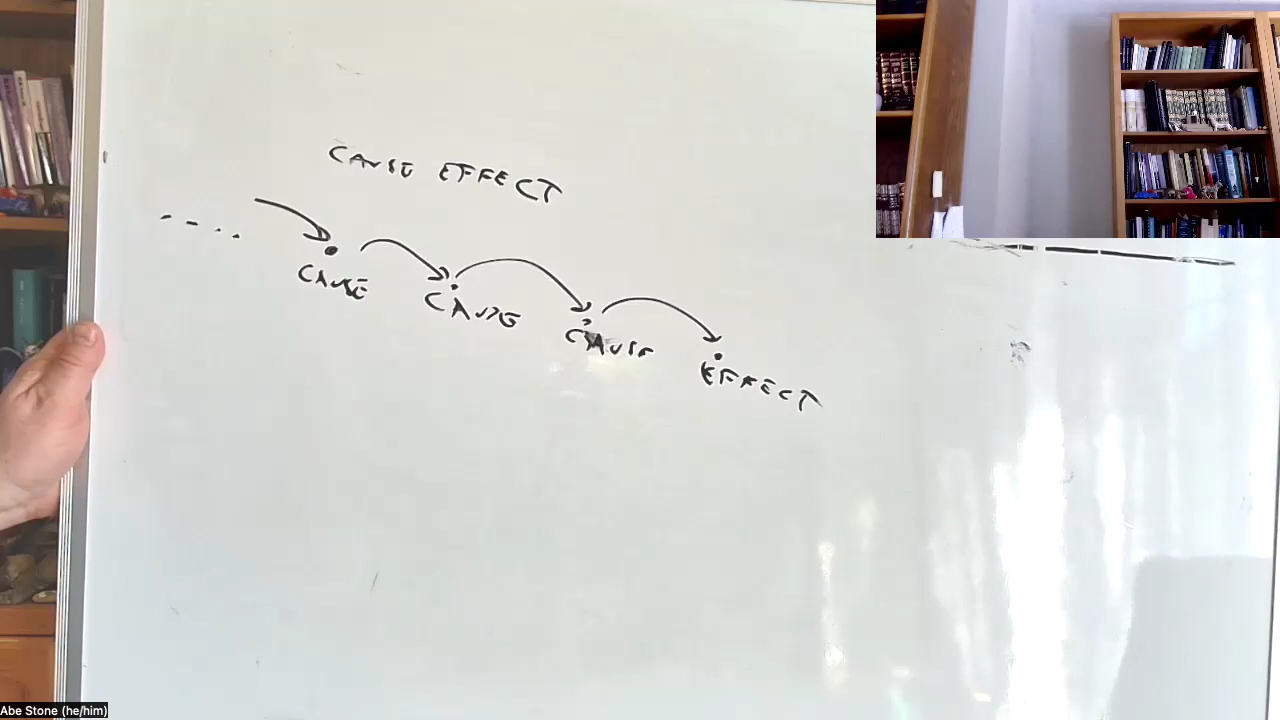 CAUSE EFFECT
....
CAUSE
CAUSE
CAUSE
EFFECT
Abe Stone (he/him)